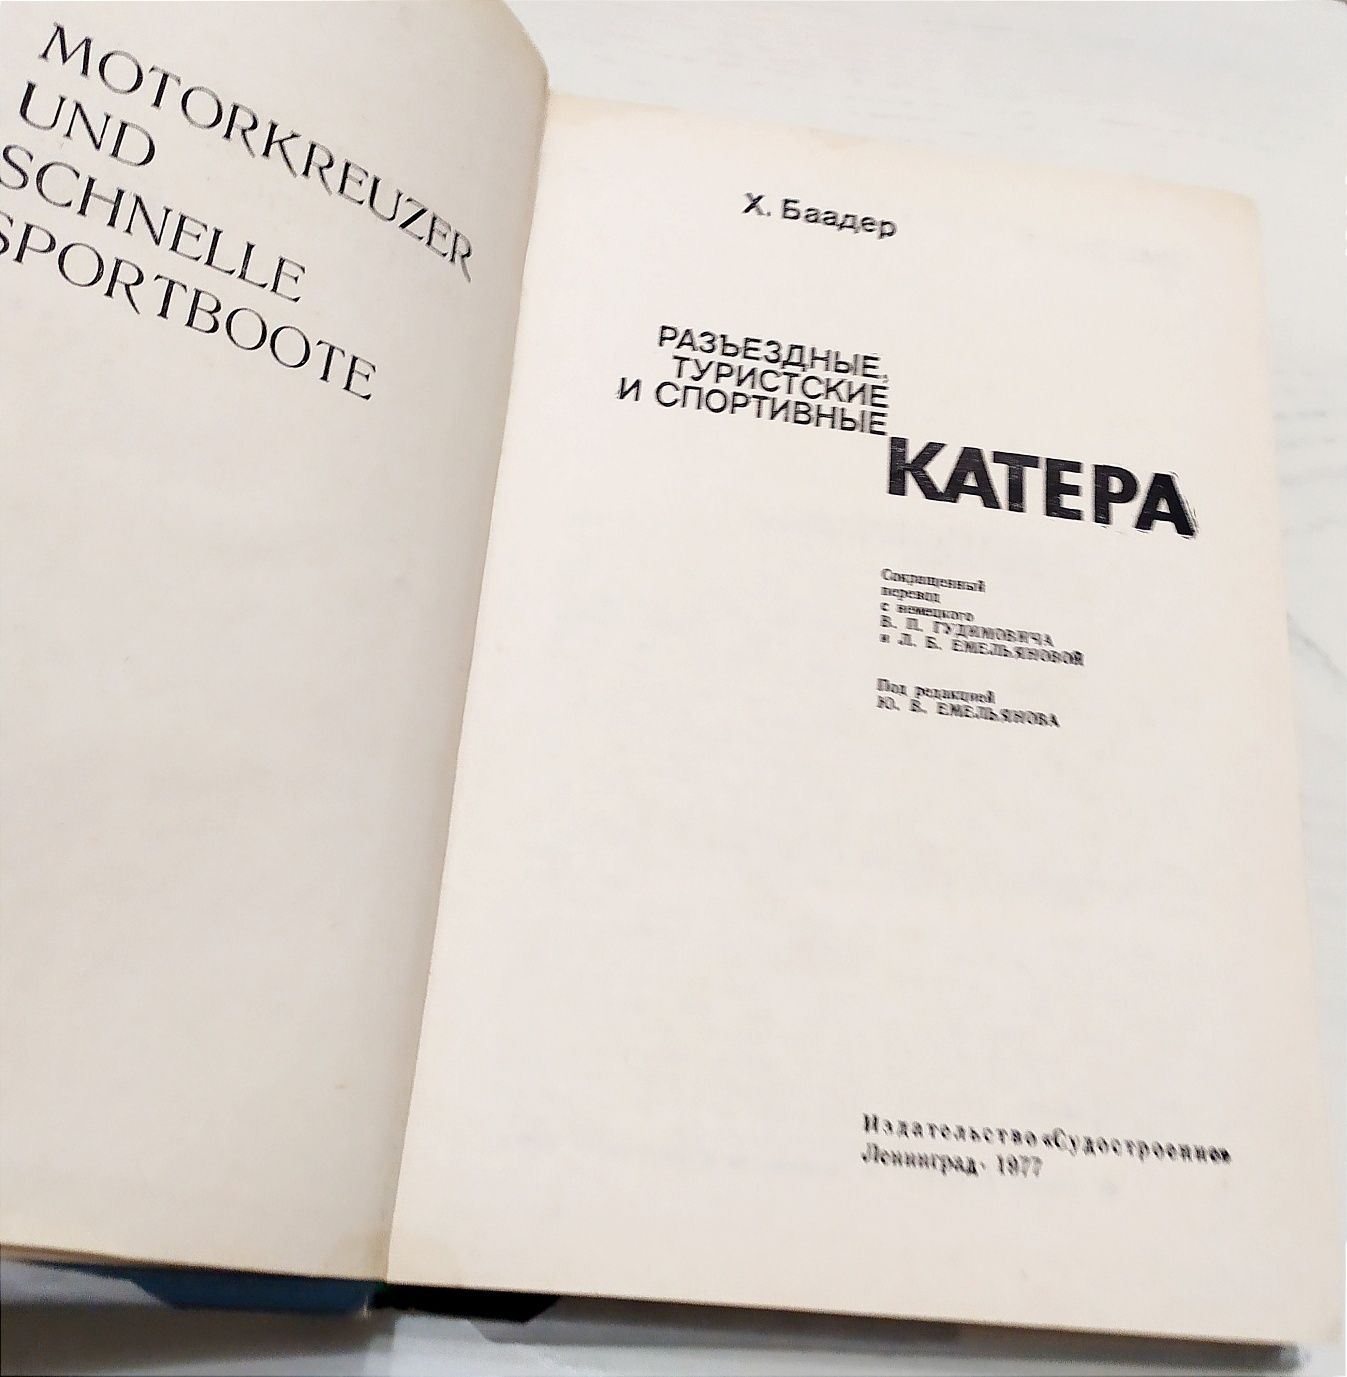 MOTORKREUZER
UND
SCHNELLE
SPORTBOOTE
Х. Баадер
РАЗЪЕЗДНЫЕ,
ТУРИСТСКИЕ
И СПОРТИВНЫЕ
КАТЕРА
Сокращенный
перевод
с немецкого
В. П. ГУДИМОВИЧА
и Л. Б. ЕМЕЛЬЯНОВОЙ
Под редакцией
Ю. В. ЕМЕЛЬЯНОВА
Издательство «Судостроение»
Ленинград · 1977